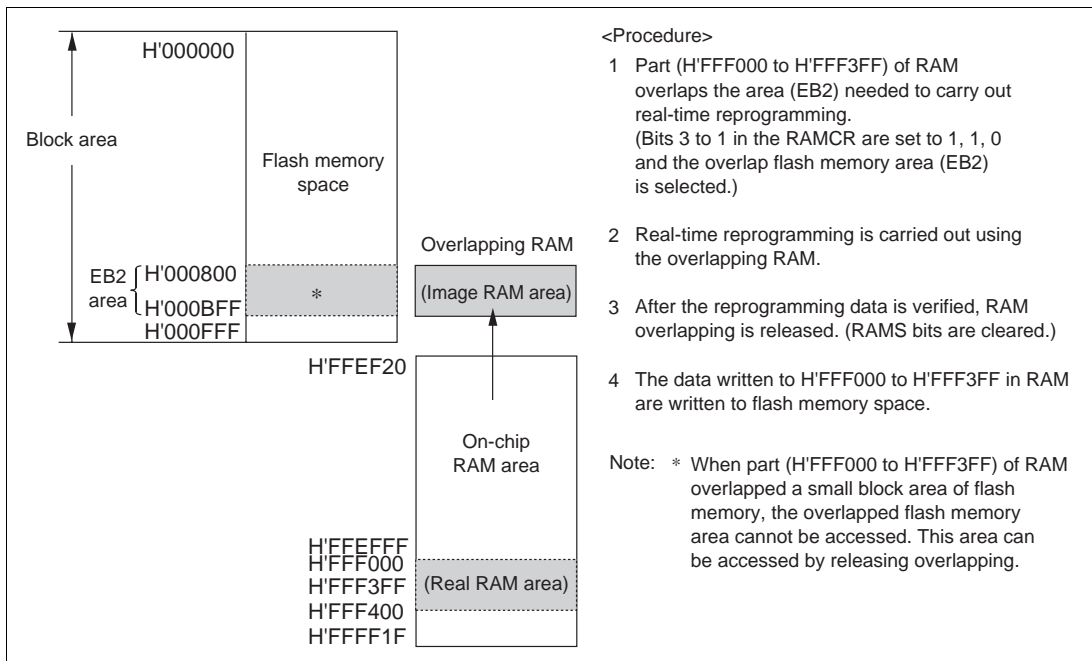 H'000000
Block area
Flash memory
space
EB2
area
H'000800
H'000BFF
H'000FFF
*
Overlapping RAM
(Image RAM area)
H'FFEF20
On-chip
RAM area
H'FFEFFF
H'FFF000
H'FFF3FF
H'FFF400
H'FFFF1F
(Real RAM area)
<Procedure>
1 Part (H'FFF000 to H'FFF3FF) of RAM
overlaps the area (EB2) needed to carry out
real-time reprogramming.
(Bits 3 to 1 in the RAMCR are set to 1, 1, 0
and the overlap flash memory area (EB2)
is selected.)
2 Real-time reprogramming is carried out using
the overlapping RAM.
3 After the reprogramming data is verified, RAM
overlapping is released. (RAMS bits are cleared.)
4 The data written to H'FFF000 to H'FFF3FF in RAM
are written to flash memory space.
Note: * When part (H'FFF000 to H'FFF3FF) of RAM
overlapped a small block area of flash
memory, the overlapped flash memory
area cannot be accessed. This area can
be accessed by releasing overlapping.